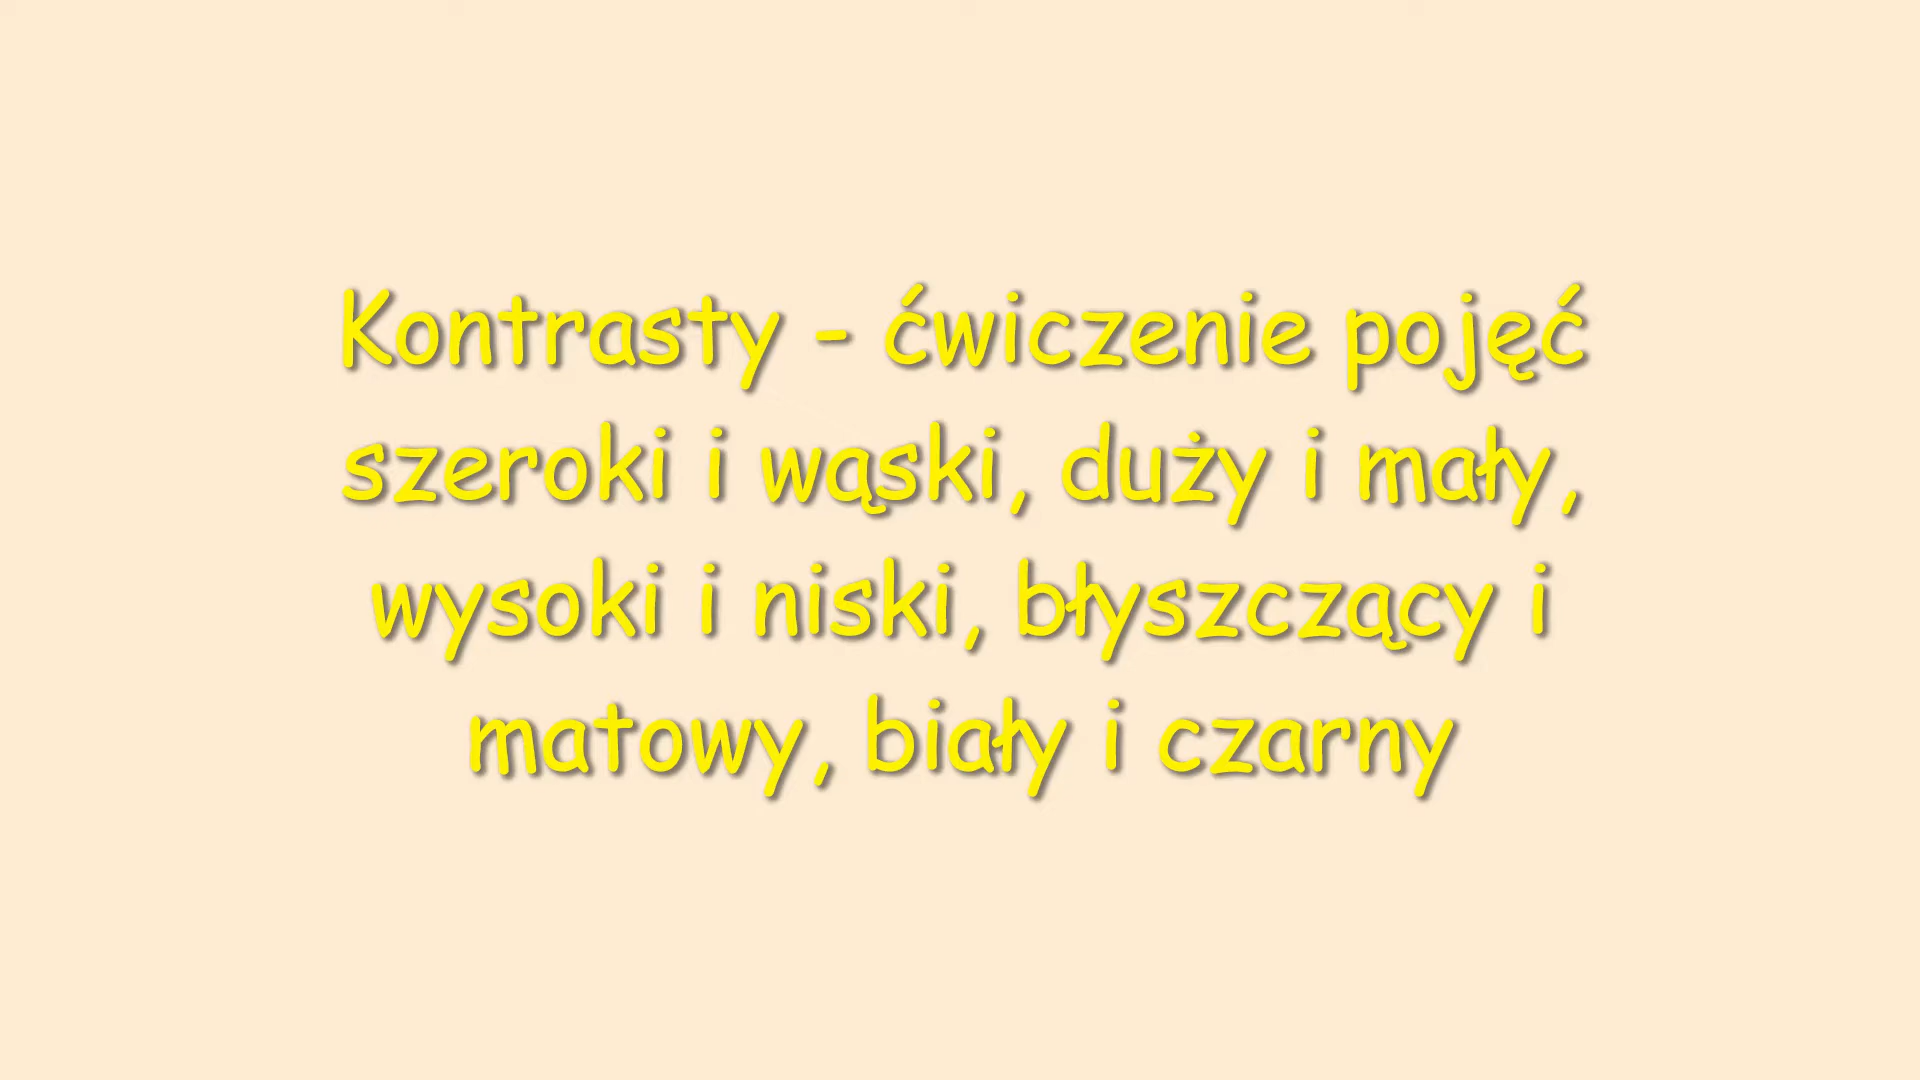 Kontrasty - ćwiczenie pojęć
szeroki i wąski, duży i mały,
wysoki i niski, błyszczący i
matowy, biały i czarny